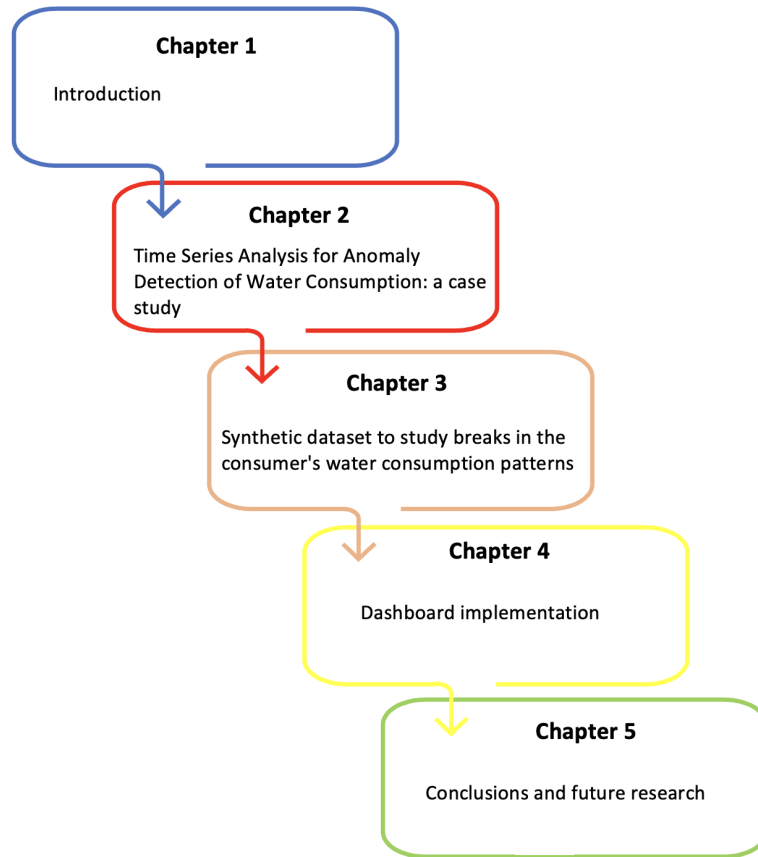 Chapter 1
Introduction
Chapter 2
Time Series Analysis for Anomaly
Detection of Water Consumption: a case
study
Chapter 3
Synthetic dataset to study breaks in the
consumer's water consumption patterns
Chapter 4
Dashboard implementation
Chapter 5
Conclusions and future research